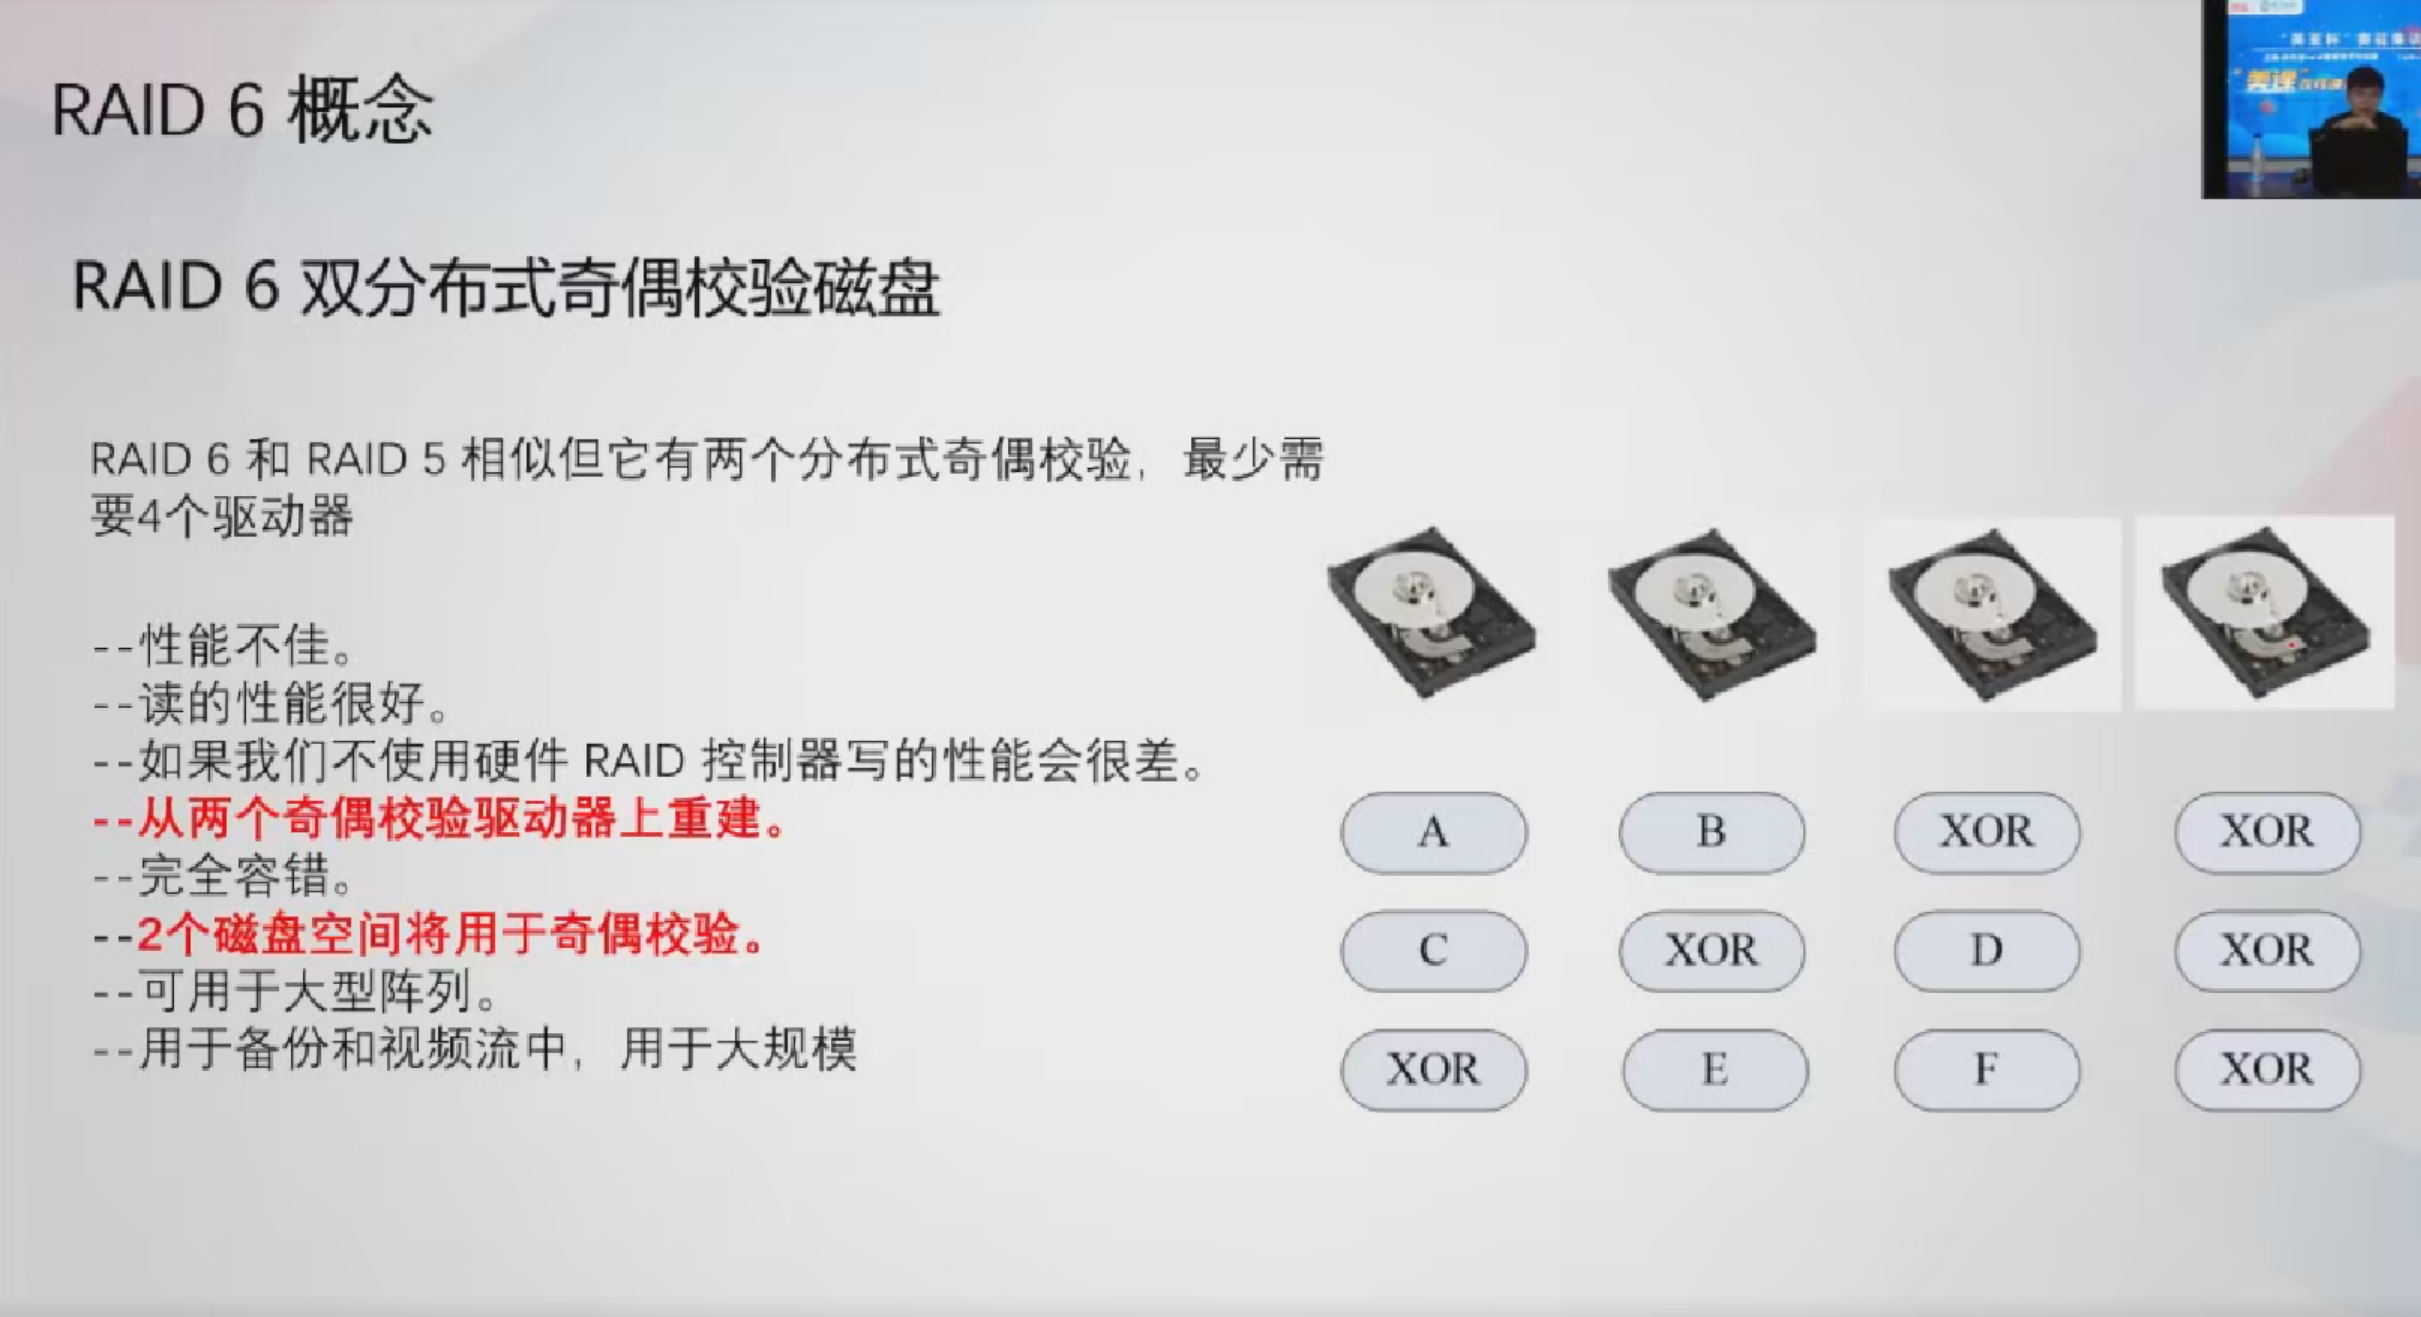 RAID 6 概念
RAID 6 双分布式奇偶校验磁盘
RAID 6 和 RAID 5 相似但它有两个分布式奇偶校验，最少需
要4个驱动器
--性能不佳。
--读的性能很好。
--如果我们不使用硬件 RAID 控制器写的性能会很差。
--从两个奇偶校验驱动器上重建。
--完全容错。
--2个磁盘空间将用于奇偶校验。
--可用于大型阵列。
--用于备份和视频流中，用于大规模
A B XOR XOR
C XOR D XOR
XOR E F XOR